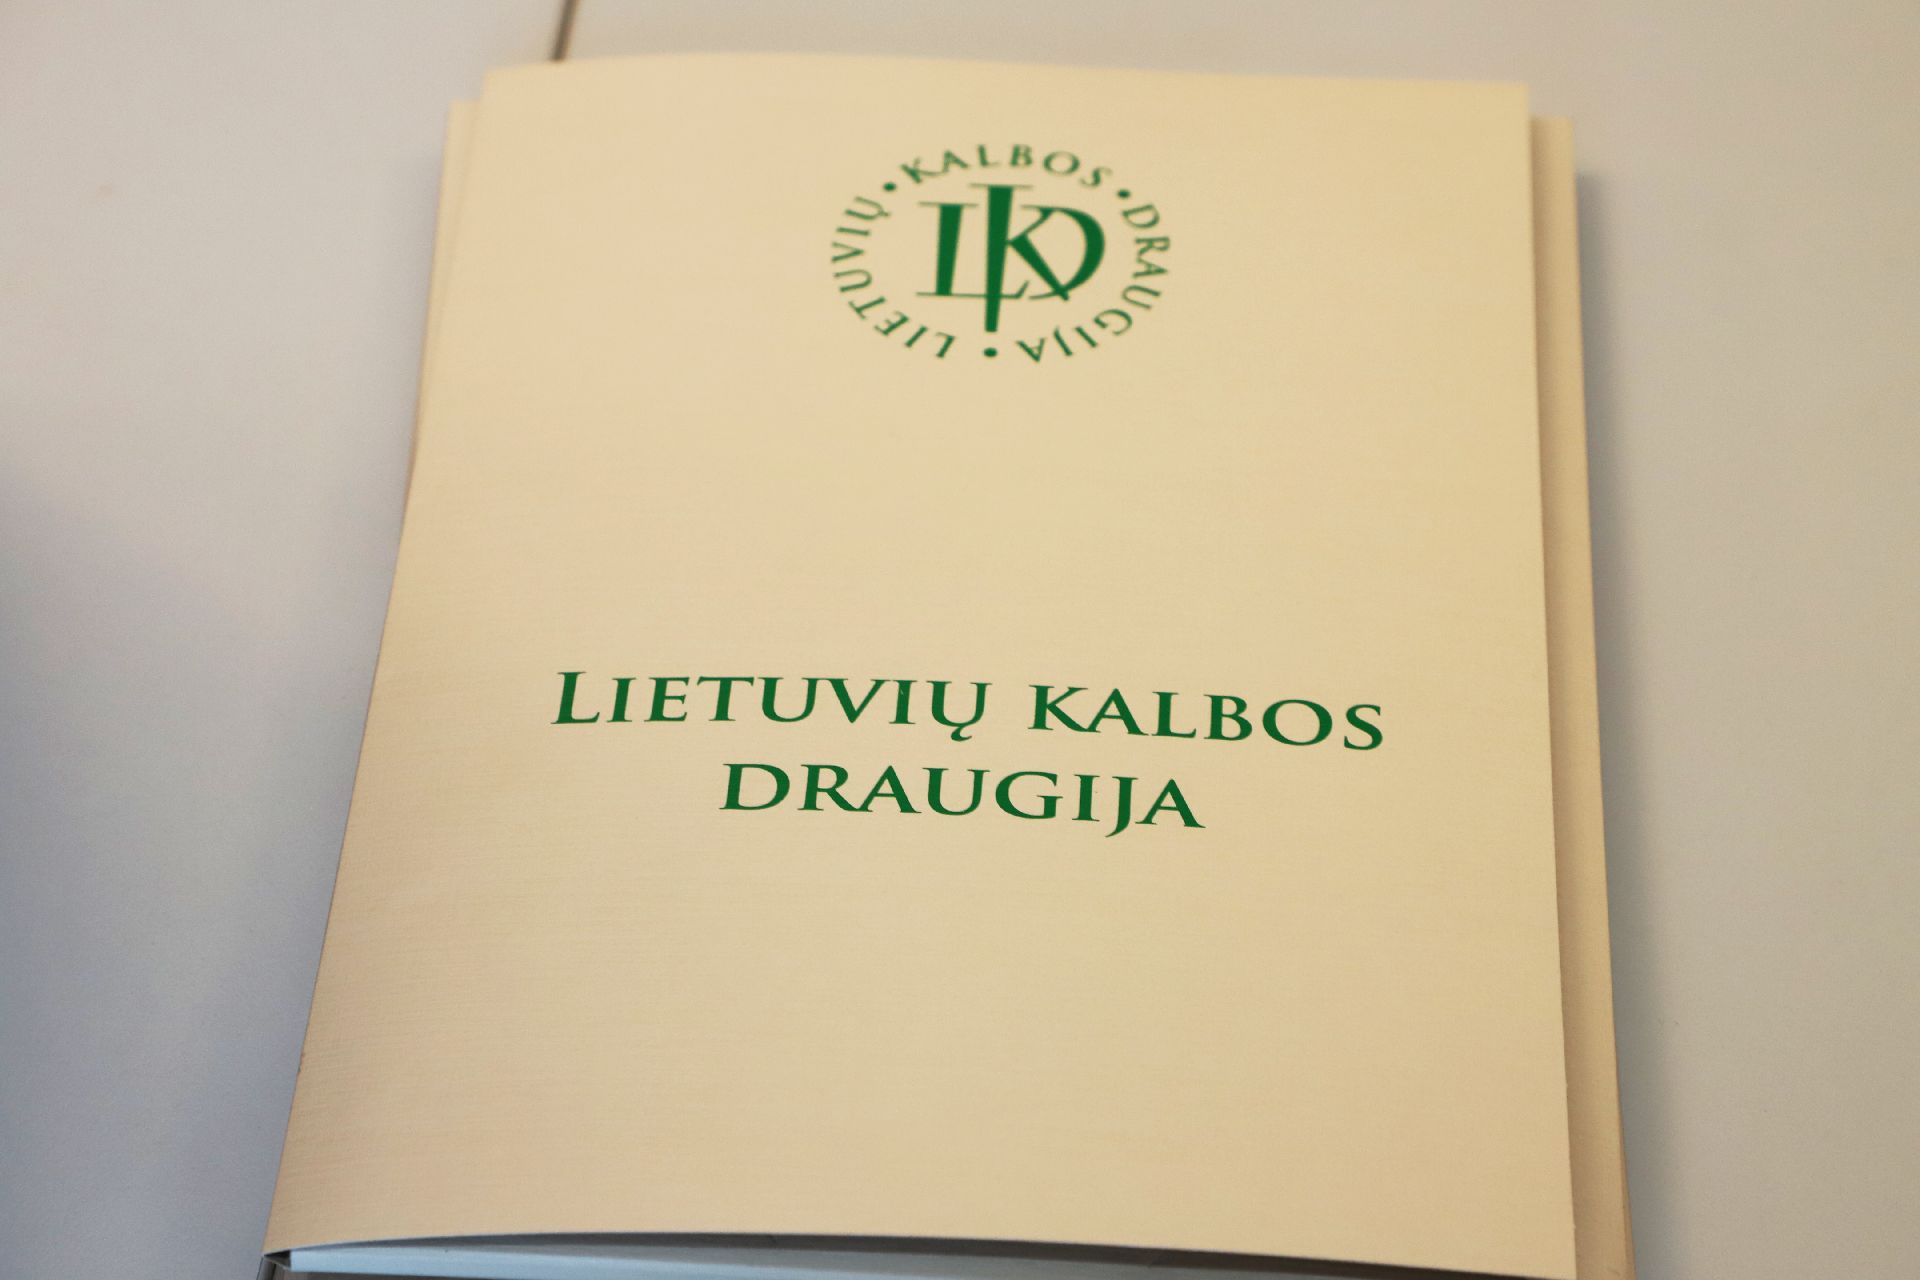 LIETUVIŲ • KALBOS • DRAUGIJA •
LKD
LIETUVIŲ KALBOS
DRAUGIJA